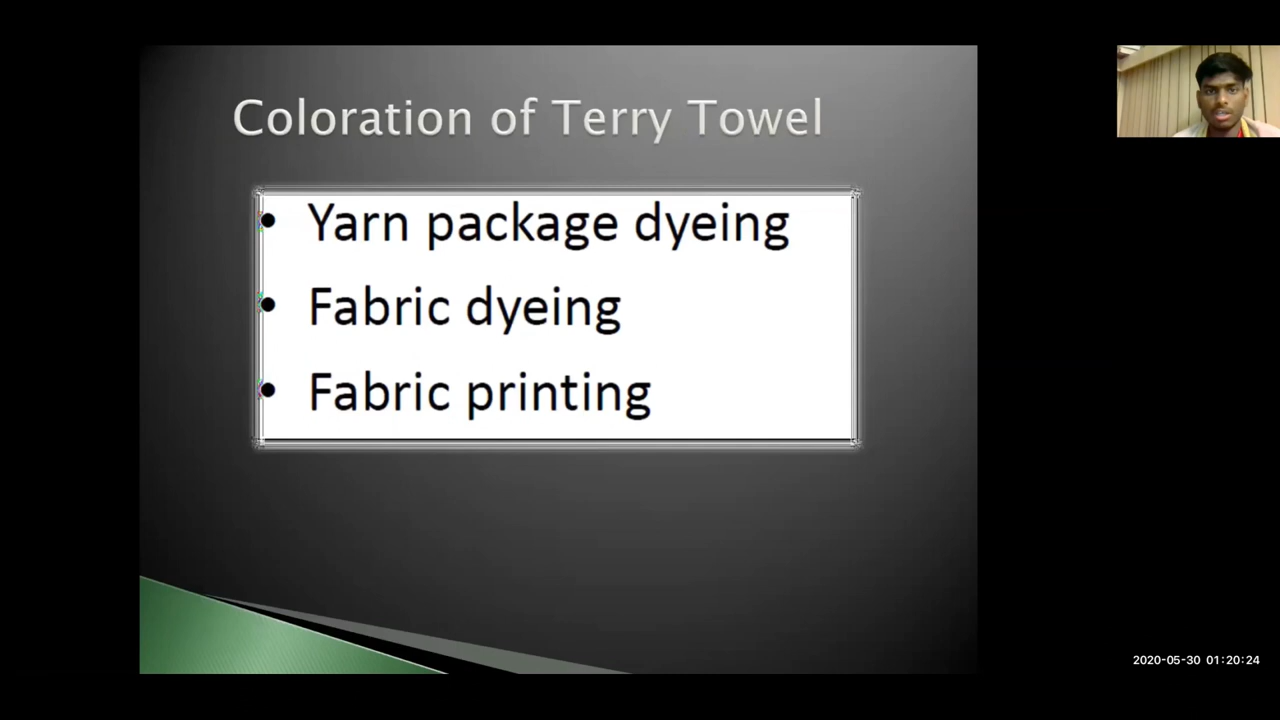 Coloration of Terry Towel
• Yarn package dyeing
• Fabric dyeing
• Fabric printing
2020-05-30 01:20:24